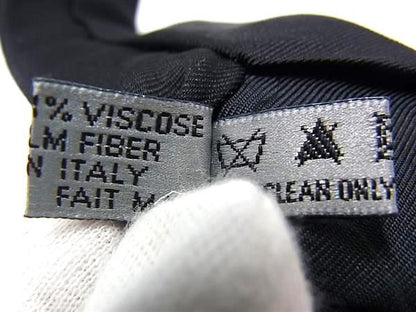 % VISCOSE
LM FIBER
N ITALY
FAIT M
CLEAN ONLY